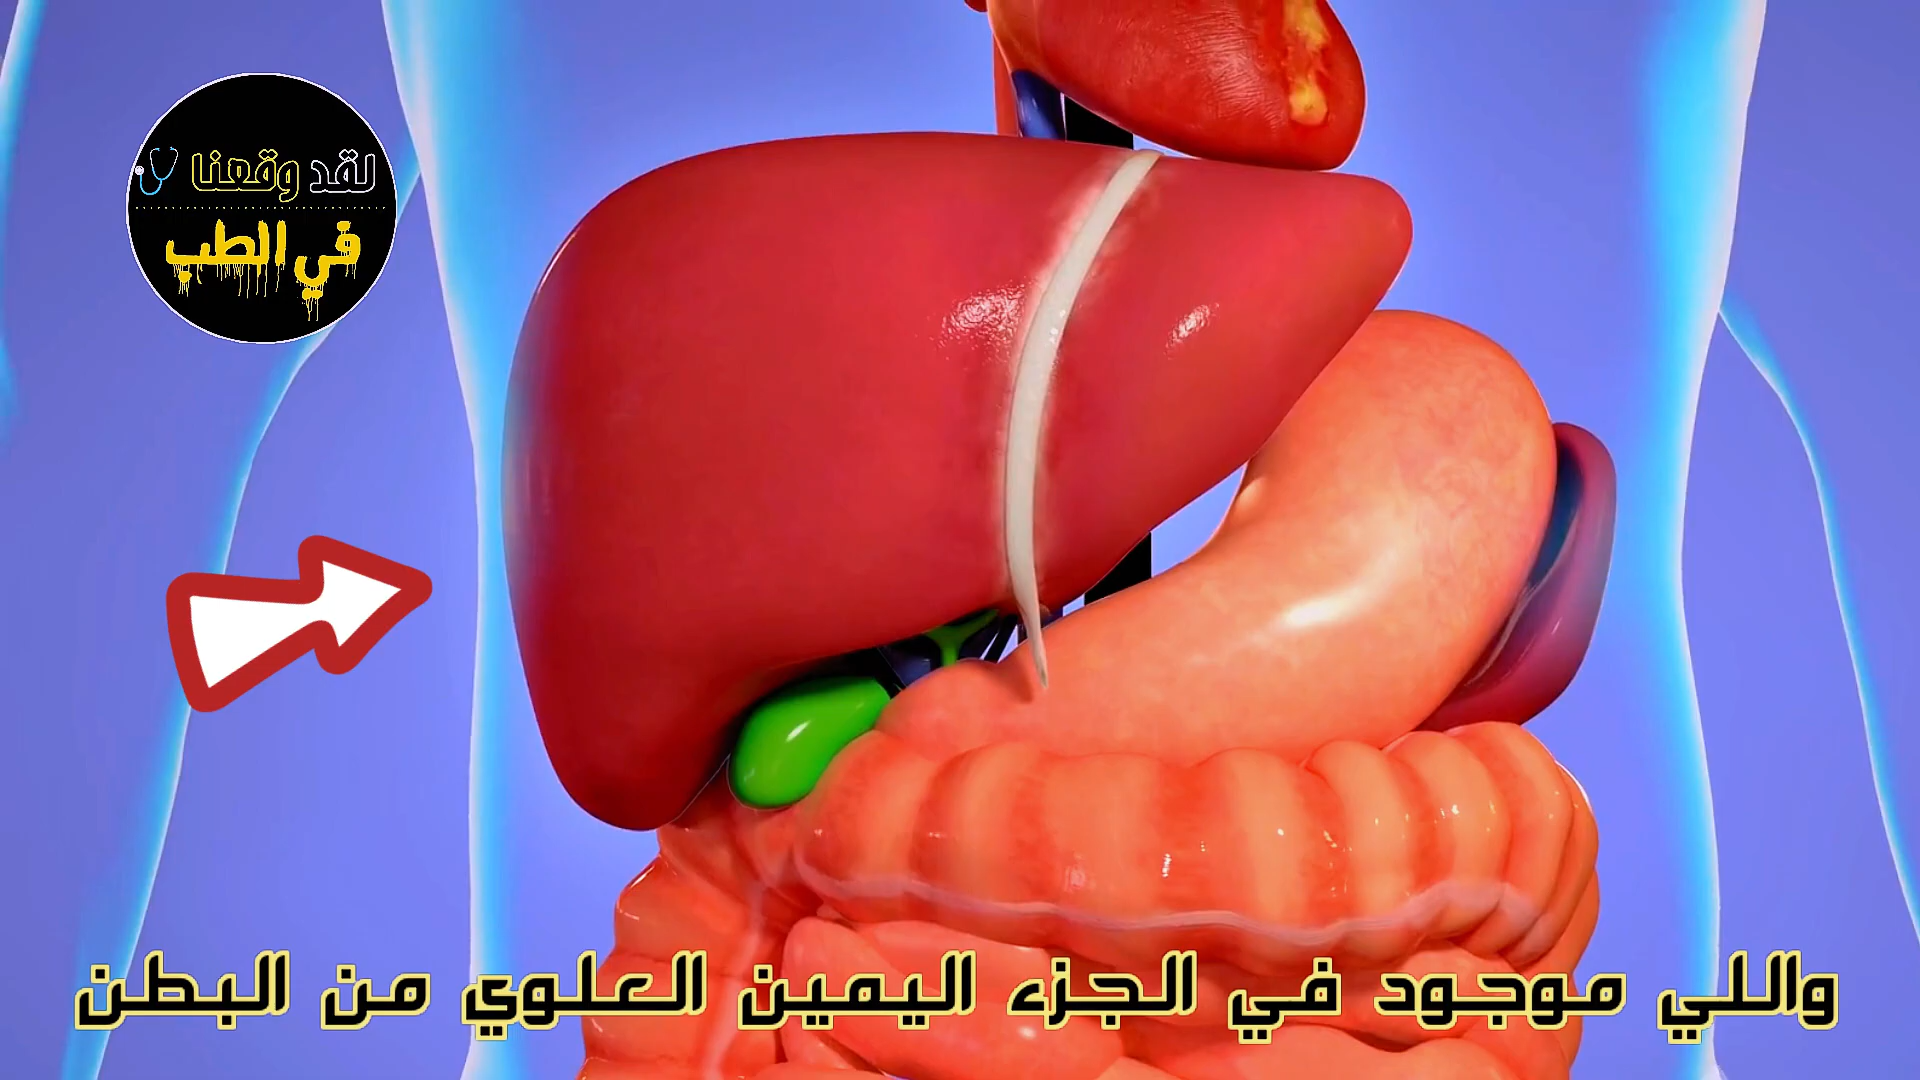 لقد وقعنا
في الطب
واللي موجود في الجزء اليمين العلوي من البطن